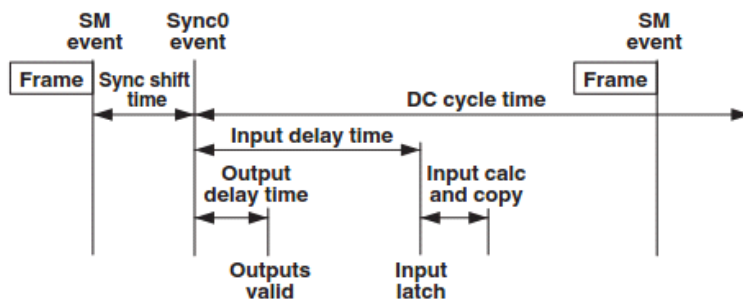 SM
event
Sync0
event
SM
event
Frame
Sync shift
time
DC cycle time
Frame
Input delay time
Output
delay time
Input calc
and copy
Outputs
valid
Input
latch